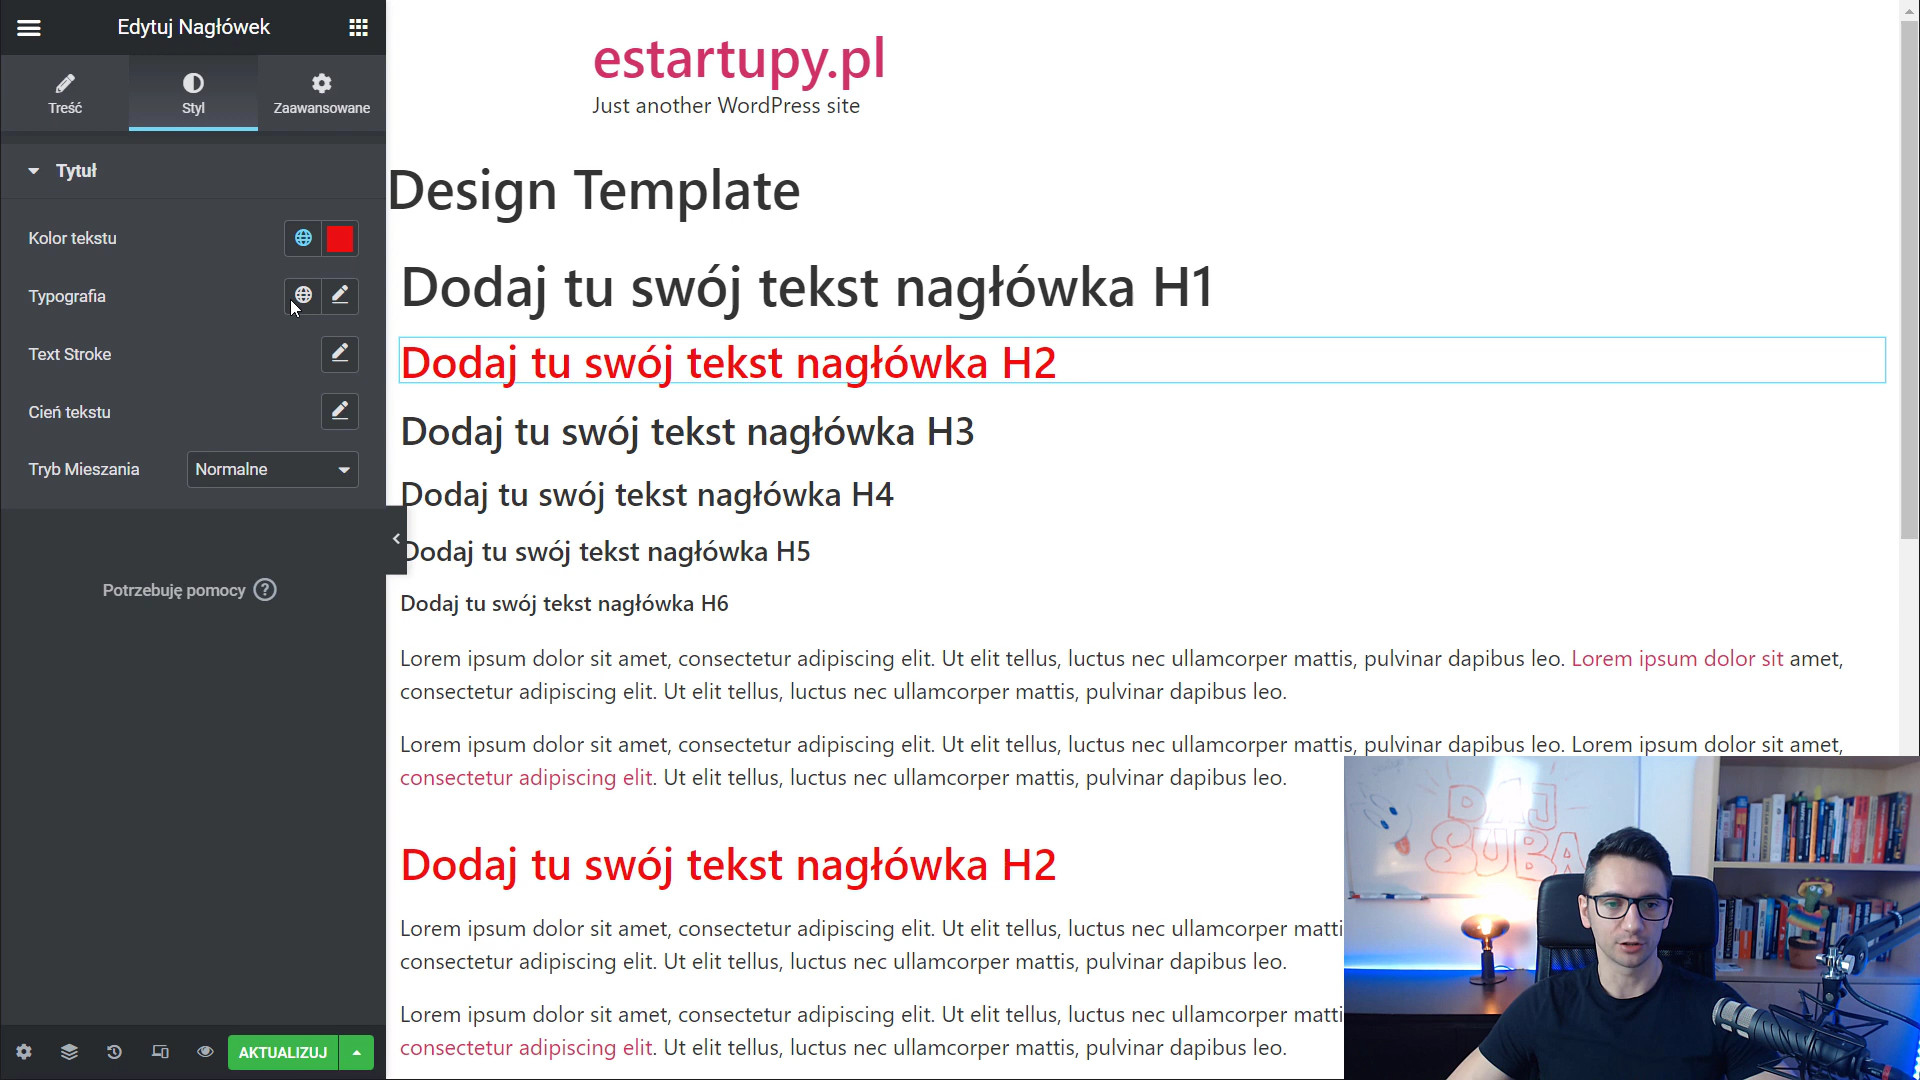 Edytuj Nagłówek
Treść
Styl
Zaawansowane
Tytuł
Kolor tekstu
Typografia
Text Stroke
Cień tekstu
Tryb Mieszania
Normalne
Potrzebuję pomocy ?
AKTUALIZUJ
estartupy.pl
Just another WordPress site
Design Template
Dodaj tu swój tekst nagłówka H1
Dodaj tu swój tekst nagłówka H2
Dodaj tu swój tekst nagłówka H3
Dodaj tu swój tekst nagłówka H4
Dodaj tu swój tekst nagłówka H5
Dodaj tu swój tekst nagłówka H6
Lorem ipsum dolor sit amet, consectetur adipiscing elit. Ut elit tellus, luctus nec ullamcorper mattis, pulvinar dapibus leo. Lorem ipsum dolor sit amet,
consectetur adipiscing elit. Ut elit tellus, luctus nec ullamcorper mattis, pulvinar dapibus leo.
Lorem ipsum dolor sit amet, consectetur adipiscing elit. Ut elit tellus, luctus nec ullamcorper mattis, pulvinar dapibus leo. Lorem ipsum dolor sit amet,
consectetur adipiscing elit. Ut elit tellus, luctus nec ullamcorper mattis, pulvinar dapibus leo.
Dodaj tu swój tekst nagłówka H2
Lorem ipsum dolor sit amet, consectetur adipiscing elit. Ut elit tellus, luctus nec ullamcorper matti
consectetur adipiscing elit. Ut elit tellus, luctus nec ullamcorper mattis, pulvinar dapibus leo.
Lorem ipsum dolor sit amet, consectetur adipiscing elit. Ut elit tellus, luctus nec ullamcorper matti
consectetur adipiscing elit. Ut elit tellus, luctus nec ullamcorper mattis, pulvinar dapibus leo.
DAJ
SUBA